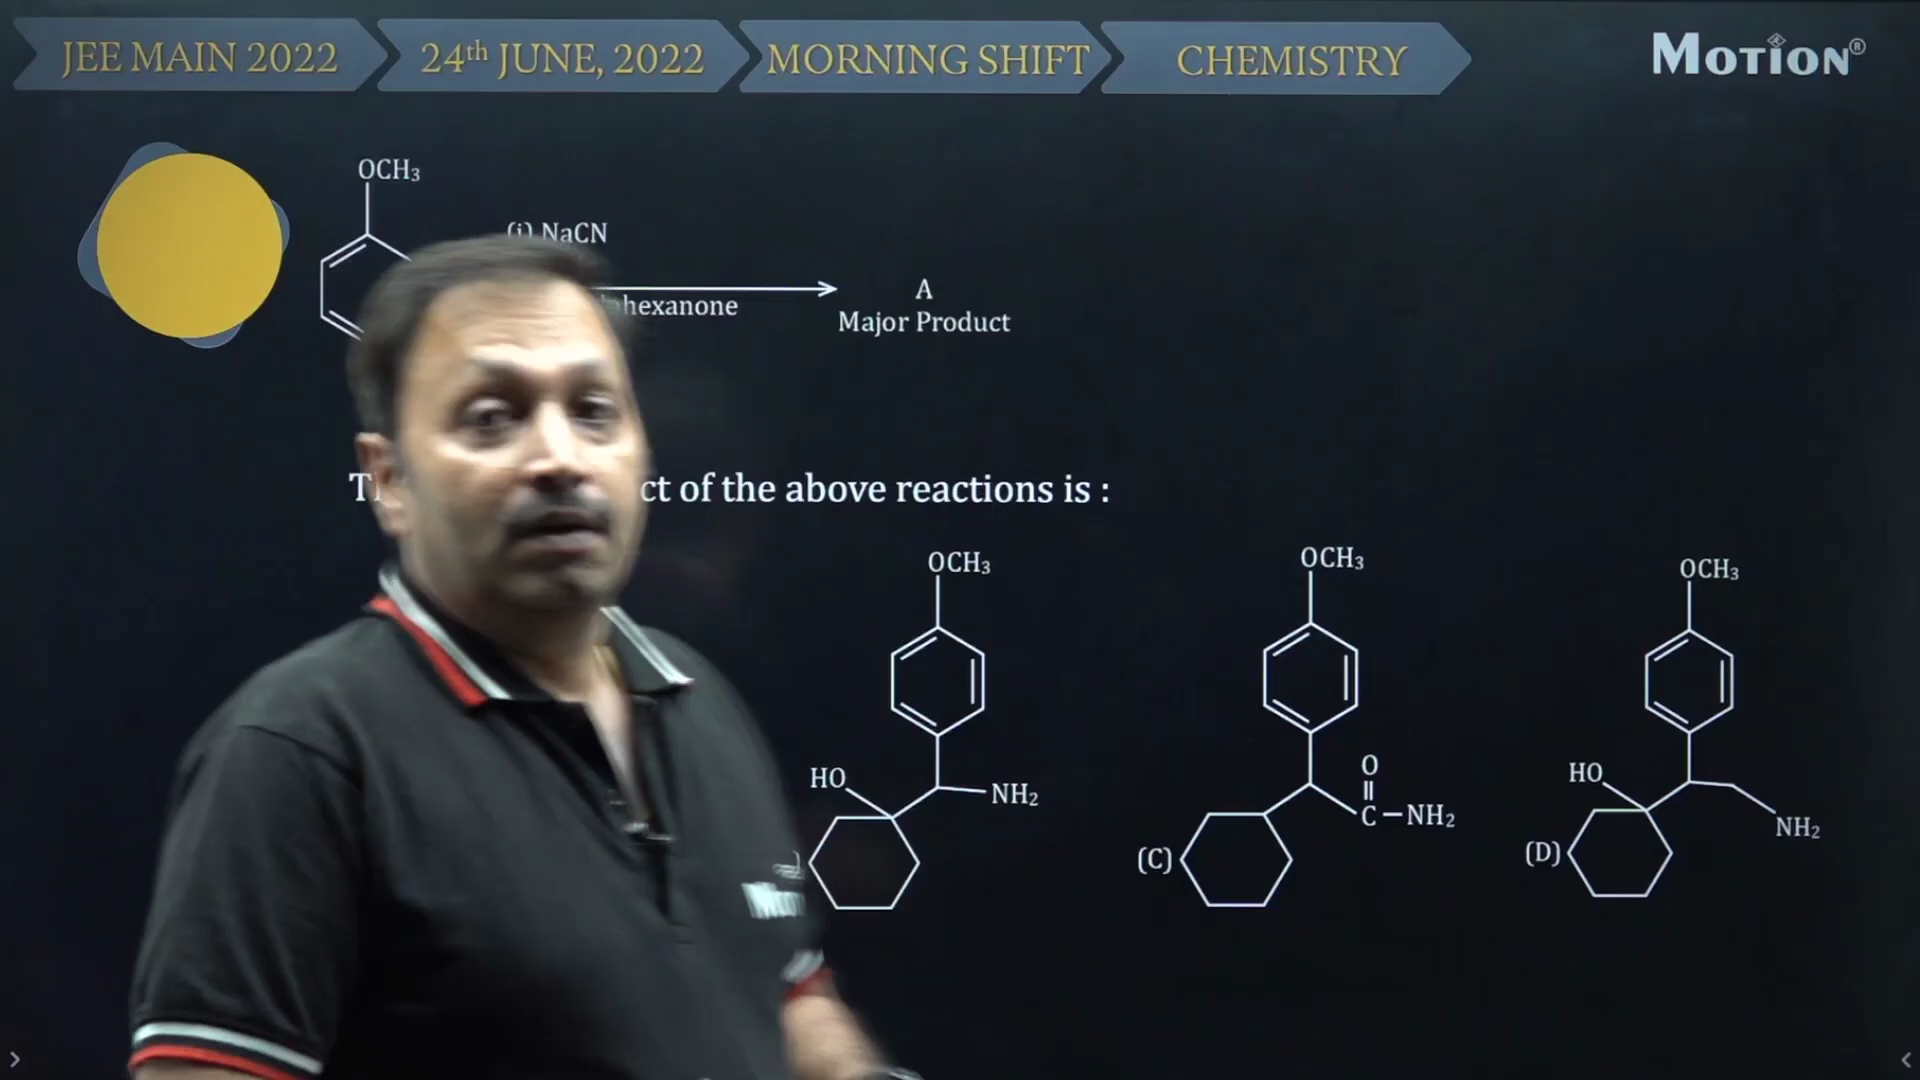 JEE MAIN 2022
24th JUNE, 2022
MORNING SHIFT
CHEMISTRY
MOTION®
OCH3
(i) NaCN
hexanone
A
Major Product
ct of the above reactions is :
OCH3
HO
NH2
OCH3
O
C–NH2
(C)
OCH3
HO
NH2
(D)